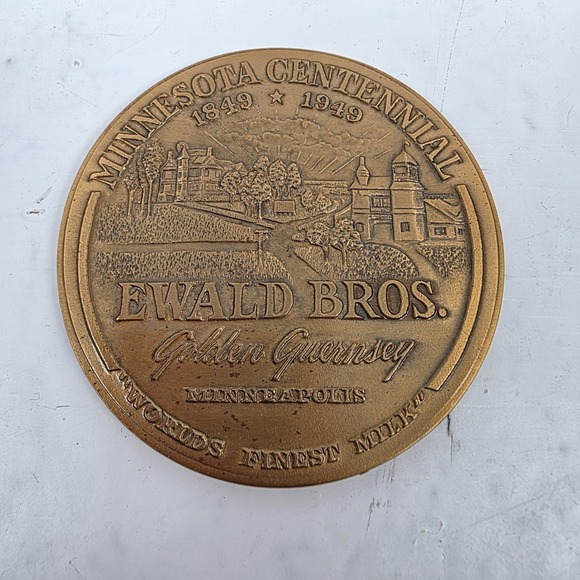 MINNESOTA CENTENNIAL
1849 ★ 1949
EWALD BROS.
Golden Guernsey
MINNEAPOLIS
"WORLDS FINEST MILK"